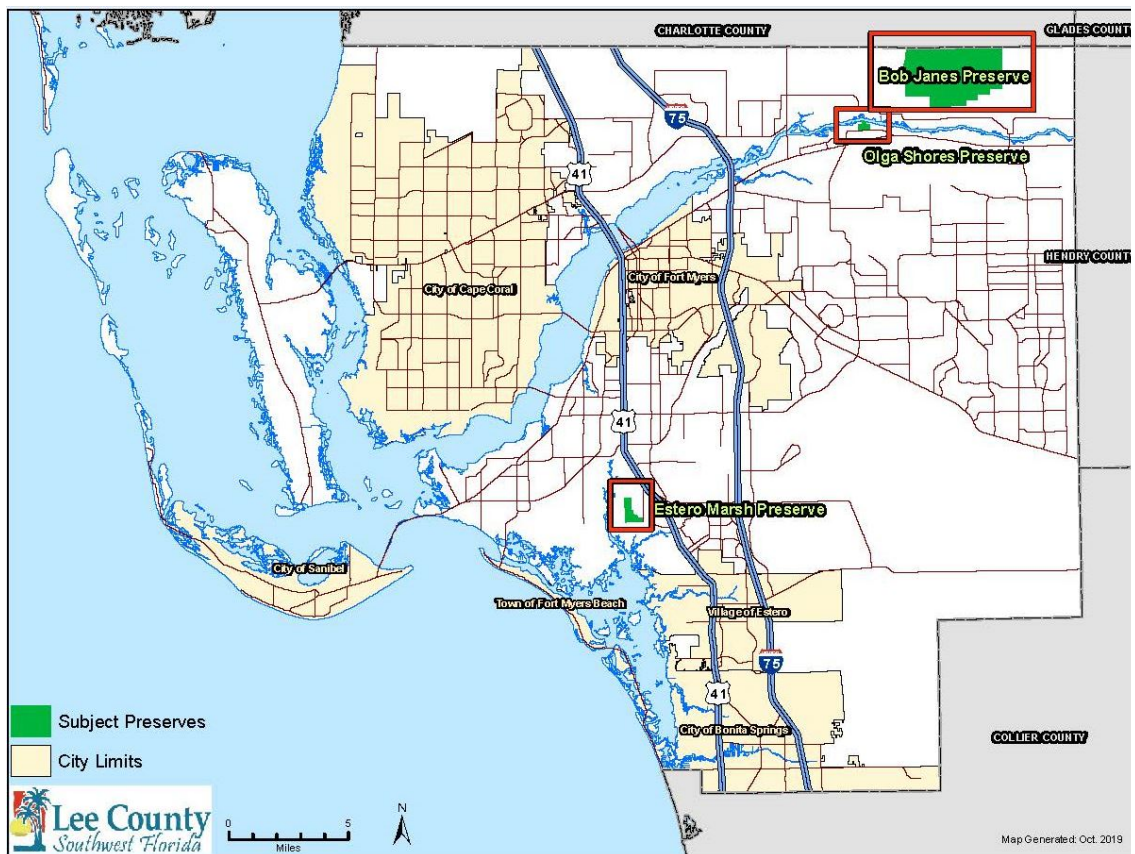 CHARLOTTE COUNTY
GLADES COUNTY
Bob Janes Preserve
75
Olga Shores Preserve
41
HENDRY COUNTY
City of Fort Myers
City of Cape Coral
41
Estero Marsh Preserve
City of Sanibel
Town of Fort Myers Beach
Village of Estero
75
41
City of Bonita Springs
COLLIER COUNTY
Subject Preserves
City Limits
Lee County
Southwest Florida
0 5
Miles
N
Map Generated: Oct. 2019